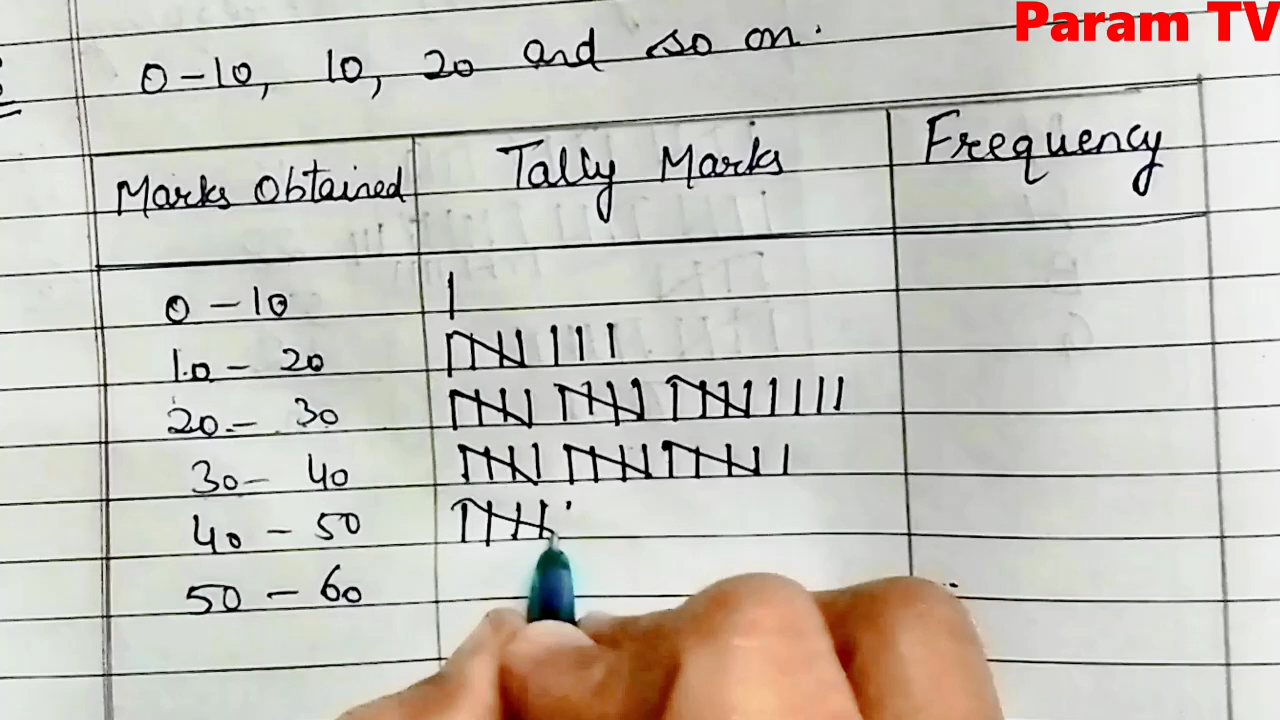 Param TV
0-10, 10, 20 and so on.
Marks Obtained Tally Marks Frequency
0-10 |
10-20 |||| |||
20-30 |||| |||| |||| ||||
30-40 |||| |||| |||| |
40-50 ||||
50-60